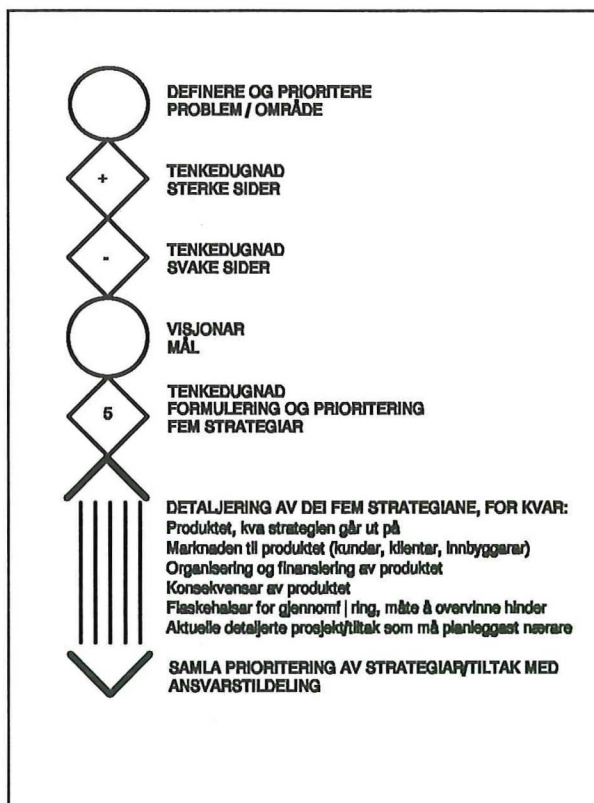 DEFINERE OG PRIORITERE
PROBLEM / OMRÅDE
+
TENKEDUGNAD
STERKE SIDER
-
TENKEDUGNAD
SVAKE SIDER
VISJONAR
MÅL
5
TENKEDUGNAD
FORMULERING OG PRIORITERING
FEM STRATEGIAR
DETALJERING AV DEI FEM STRATEGIANE, FOR KVAR:
Produktet, kva strategien går ut på
Marknaden til produktet (kundar, klientar, innbyggarar)
Organisering og finansiering av produktet
Konsekvensar av produktet
Flaskehalsar for gjennomf | ring, måte å overvinne hinder
Aktuelle detaljerte prosjekt/tiltak som må planleggast nærare
SAMLA PRIORITERING AV STRATEGIAR/TILTAK MED
ANSVARSTILDELING